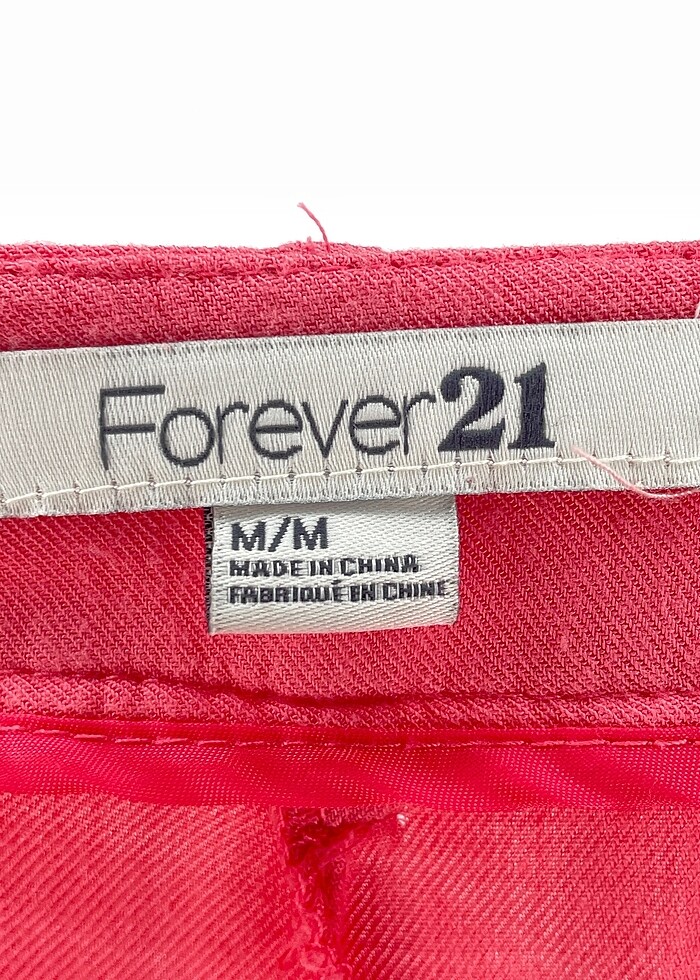 Forever21
M/M
MADE IN CHINA
FABRIQUÉ EN CHINE